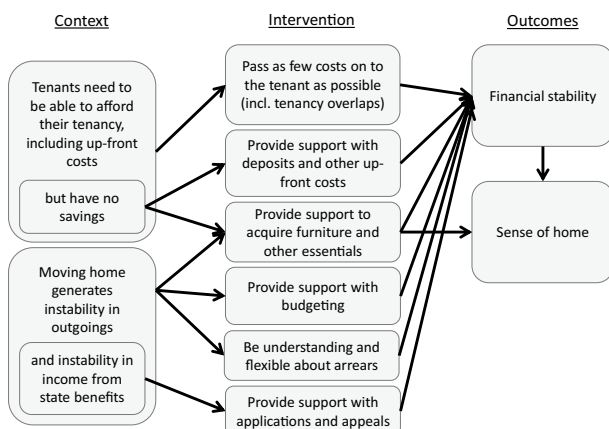 Context
Intervention
Outcomes
Tenants need to
be able to afford
their tenancy,
including up-front
costs
but have no
savings
Moving home
generates
instability in
outgoings
and instability in
income from
state benefits
Pass as few costs on to
the tenant as possible
(incl. tenancy overlaps)
Provide support with
deposits and other up-
front costs
Provide support to
acquire furniture and
other essentials
Provide support with
budgeting
Be understanding and
flexible about arrears
Provide support with
applications and appeals
Financial stability
Sense of home